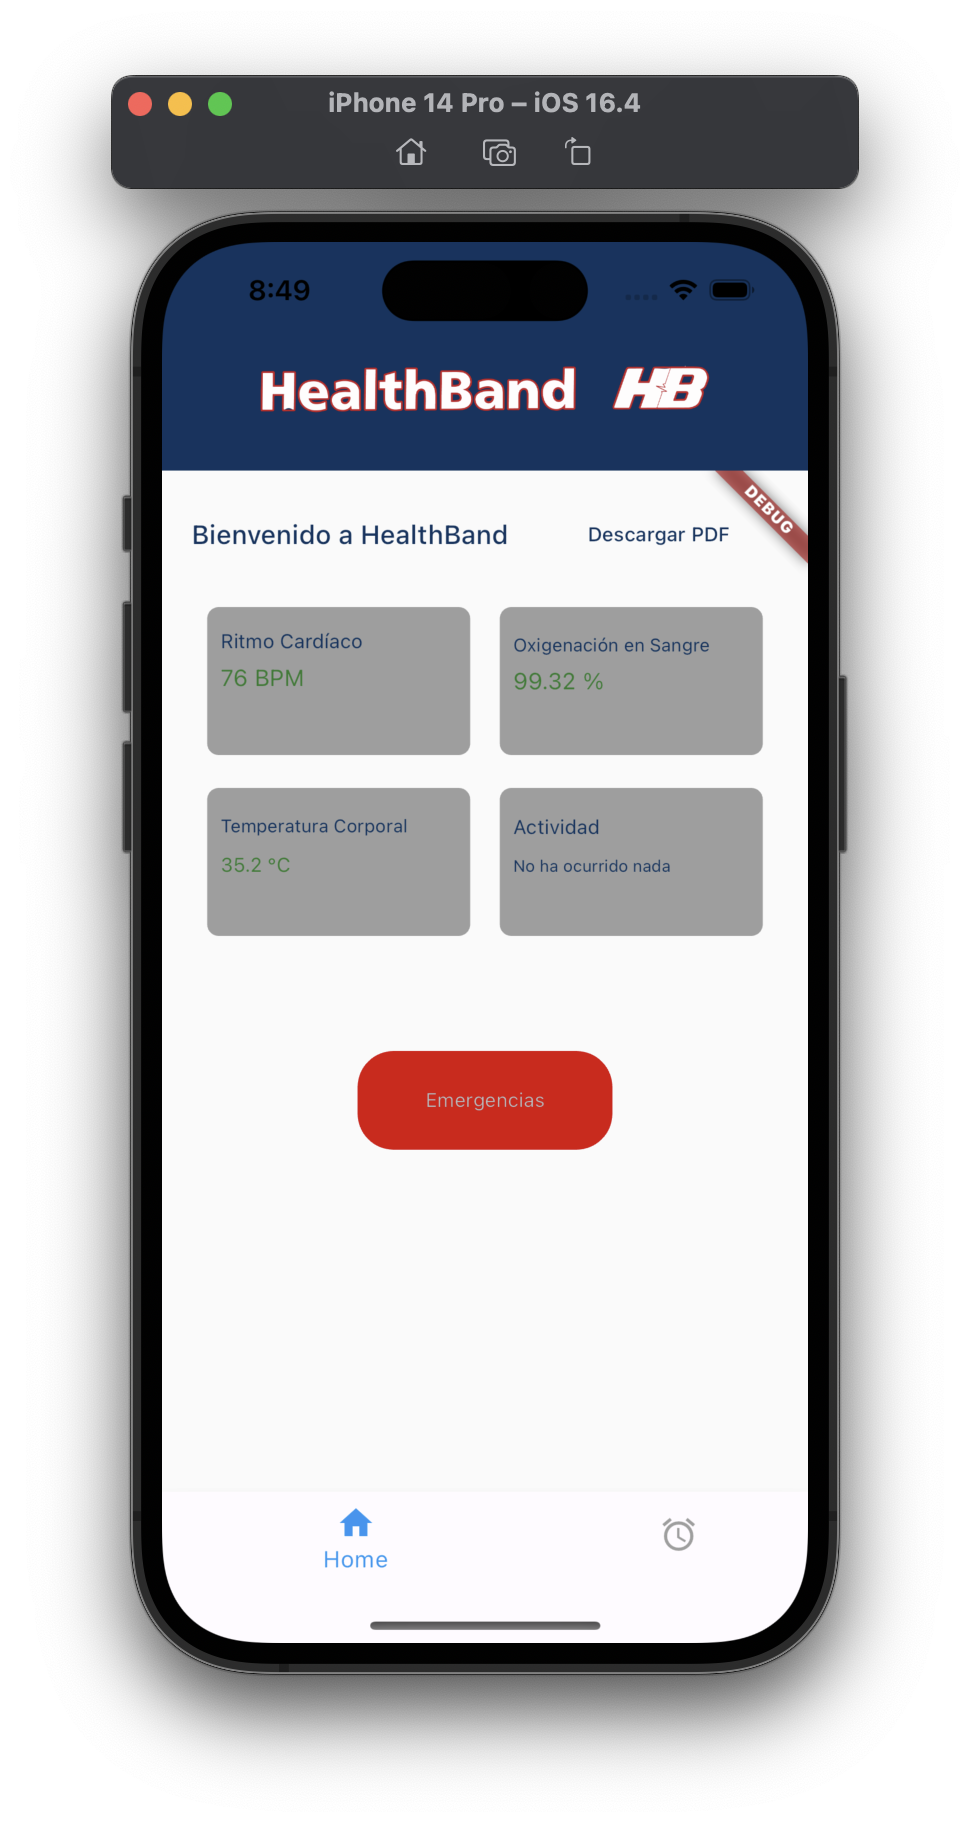 iPhone 14 Pro – iOS 16.4
8:49
HealthBand HB
DEBUG
Bienvenido a HealthBand
Descargar PDF
Ritmo Cardíaco
76 BPM
Oxigenación en Sangre
99.32 %
Temperatura Corporal
35.2 °C
Actividad
No ha ocurrido nada
Emergencias
Home